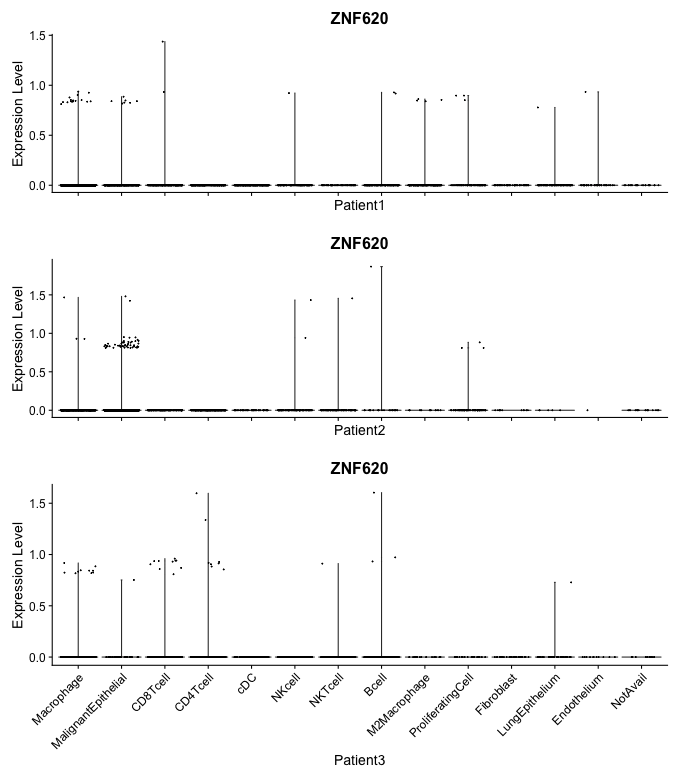 ZNF620
Expression Level
1.5
1.0
0.5
0.0
Patient1
ZNF620
Expression Level
1.5
1.0
0.5
0.0
Patient2
ZNF620
Expression Level
1.5
1.0
0.5
0.0
Macrophage
MalignantEpithelial
CD8Tcell
CD4Tcell
cDC
NKcell
NKTcell
Bcell
M2Macrophage
ProliferatingCell
Fibroblast
LungEpithelium
Endothelium
NotAvail
Patient3